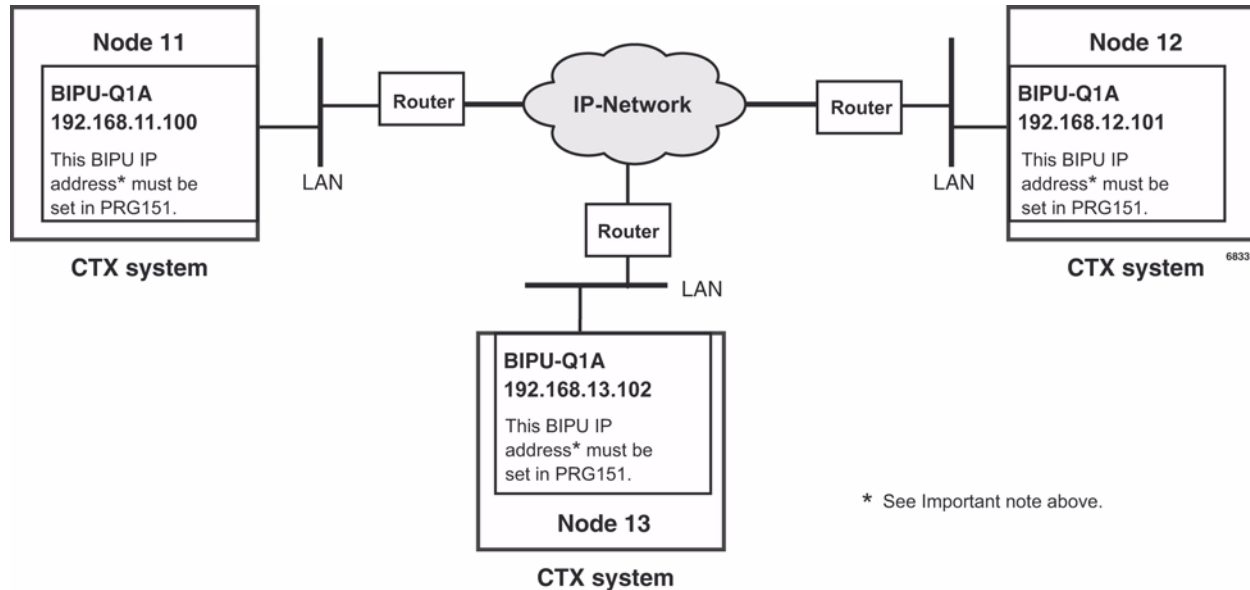 Node 11
BIPU-Q1A
192.168.11.100
This BIPU IP
address* must be
set in PRG151.
CTX system
LAN
Router
IP-Network
Router
LAN
Node 12
BIPU-Q1A
192.168.12.101
This BIPU IP
address* must be
set in PRG151.
CTX system
6833
Router
LAN
BIPU-Q1A
192.168.13.102
This BIPU IP
address* must be
set in PRG151.
Node 13
CTX system
* See Important note above.